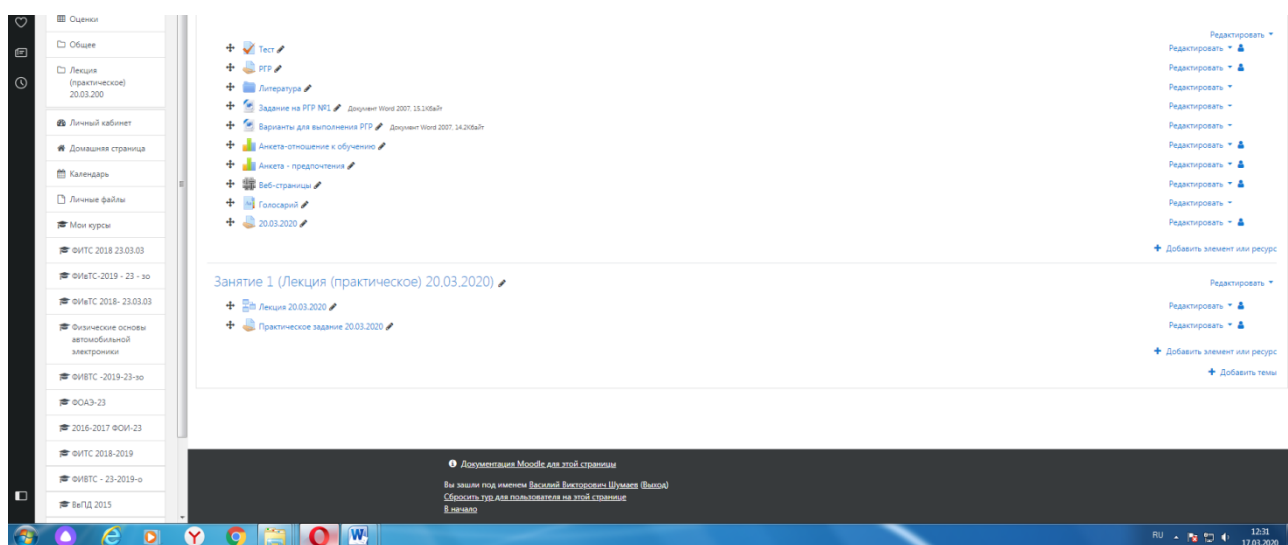 Оценки
Общее
Лекция
(практическое)
20.03.200
Личный кабинет
Домашняя страница
Календарь
Личные файлы
Мои курсы
ФИТС 2018 23.03.03
ФИвТС-2019 - 23 - зо
ФИвТС 2018- 23.03.03
Физические основы
автомобильной
электроники
ФИВТС -2019-23-зо
ФОАЭ-23
2016-2017 ФОИ-23
ФИТС 2018-2019
ФИВТС - 23-2019-о
ВвПД 2015
Редактировать
Тест Редактировать
РГР Редактировать
Литература Редактировать
Задание на РГР №1 Документ Word 2007, 15.1Кбайт Редактировать
Варианты для выполнения РГР Документ Word 2007, 14.2Кбайт Редактировать
Анкета-отношение к обучению Редактировать
Анкета - предпочтения Редактировать
Веб-страницы Редактировать
Голосарий Редактировать
20.03.2020 Редактировать
+ Добавить элемент или ресурс
Занятие 1 (Лекция (практическое) 20.03.2020) Редактировать
Лекция 20.03.2020 Редактировать
Практическое задание 20.03.2020 Редактировать
+ Добавить элемент или ресурс
+ Добавить темы
Документация Moodle для этой страницы
Вы зашли под именем Василий Викторович Шумаев (Выход)
Сбросить тур для пользователя на этой странице
В начало
RU 12:31
17.03.2020